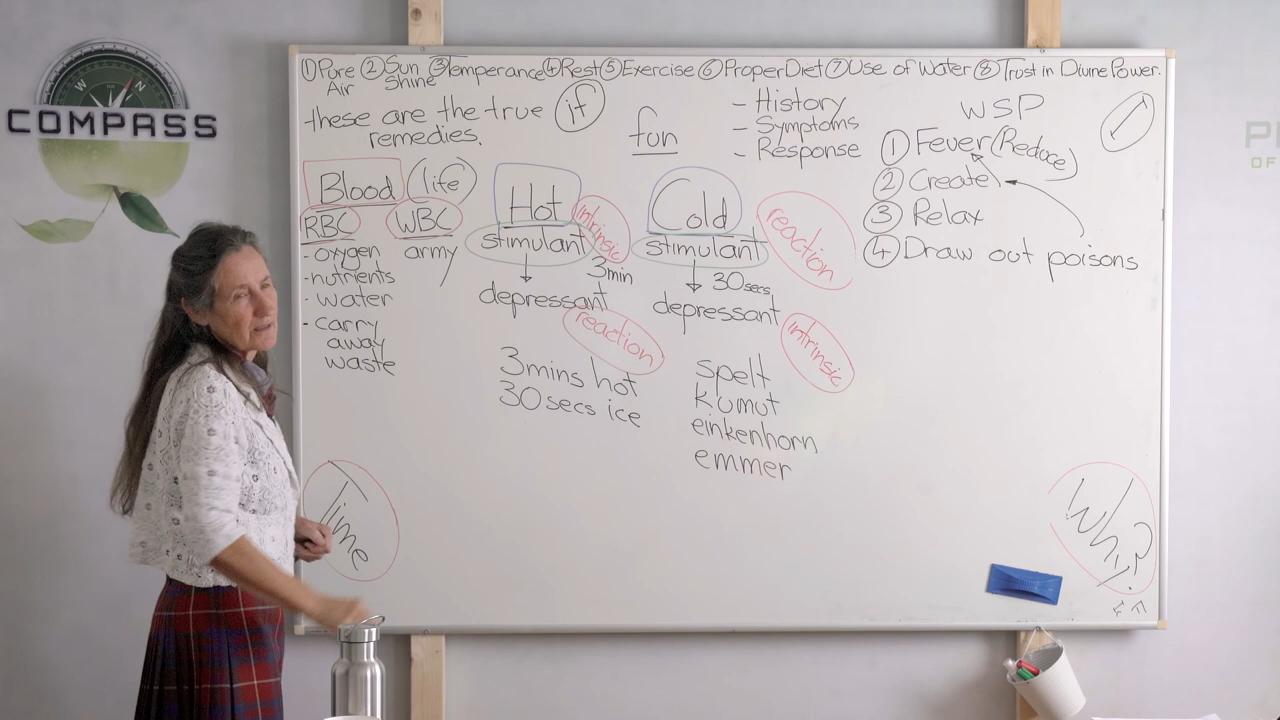 COMPASS
W
①Pure ②Sun ③Temperance ④Rest ⑤Exercise ⑥Proper Diet ⑦Use of Water ⑧Trust in Divine Power.
Air Shine
these are the true
remedies.
if
fun
- History
- Symptoms
- Response
WSP
① Fever (Reduce)
② Create
③ Relax
④ Draw out poisons
Blood
(life)
RBC
- oxygen
- nutrients
- water
- carry
away
waste
WBC
army
Hot
intrinsic
stimulant
3min
depressant
reaction
3mins hot
30secs ice
Cold
reaction
stimulant
30secs
depressant
intrinsic
spelt
Kumut
einkenhorn
emmer
Time
Why?